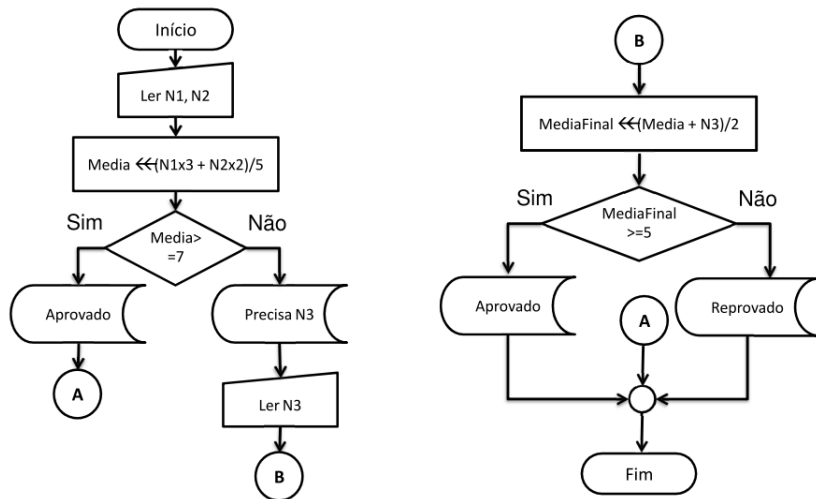 Início
Ler N1, N2
Media ⋘(N1x3 + N2x2)/5
Sim
Não
Media>
=7
Aprovado
Precisa N3
A
Ler N3
B
B
MediaFinal ⋘(Media + N3)/2
Sim
Não
MediaFinal
>=5
Aprovado
A
Reprovado
Fim